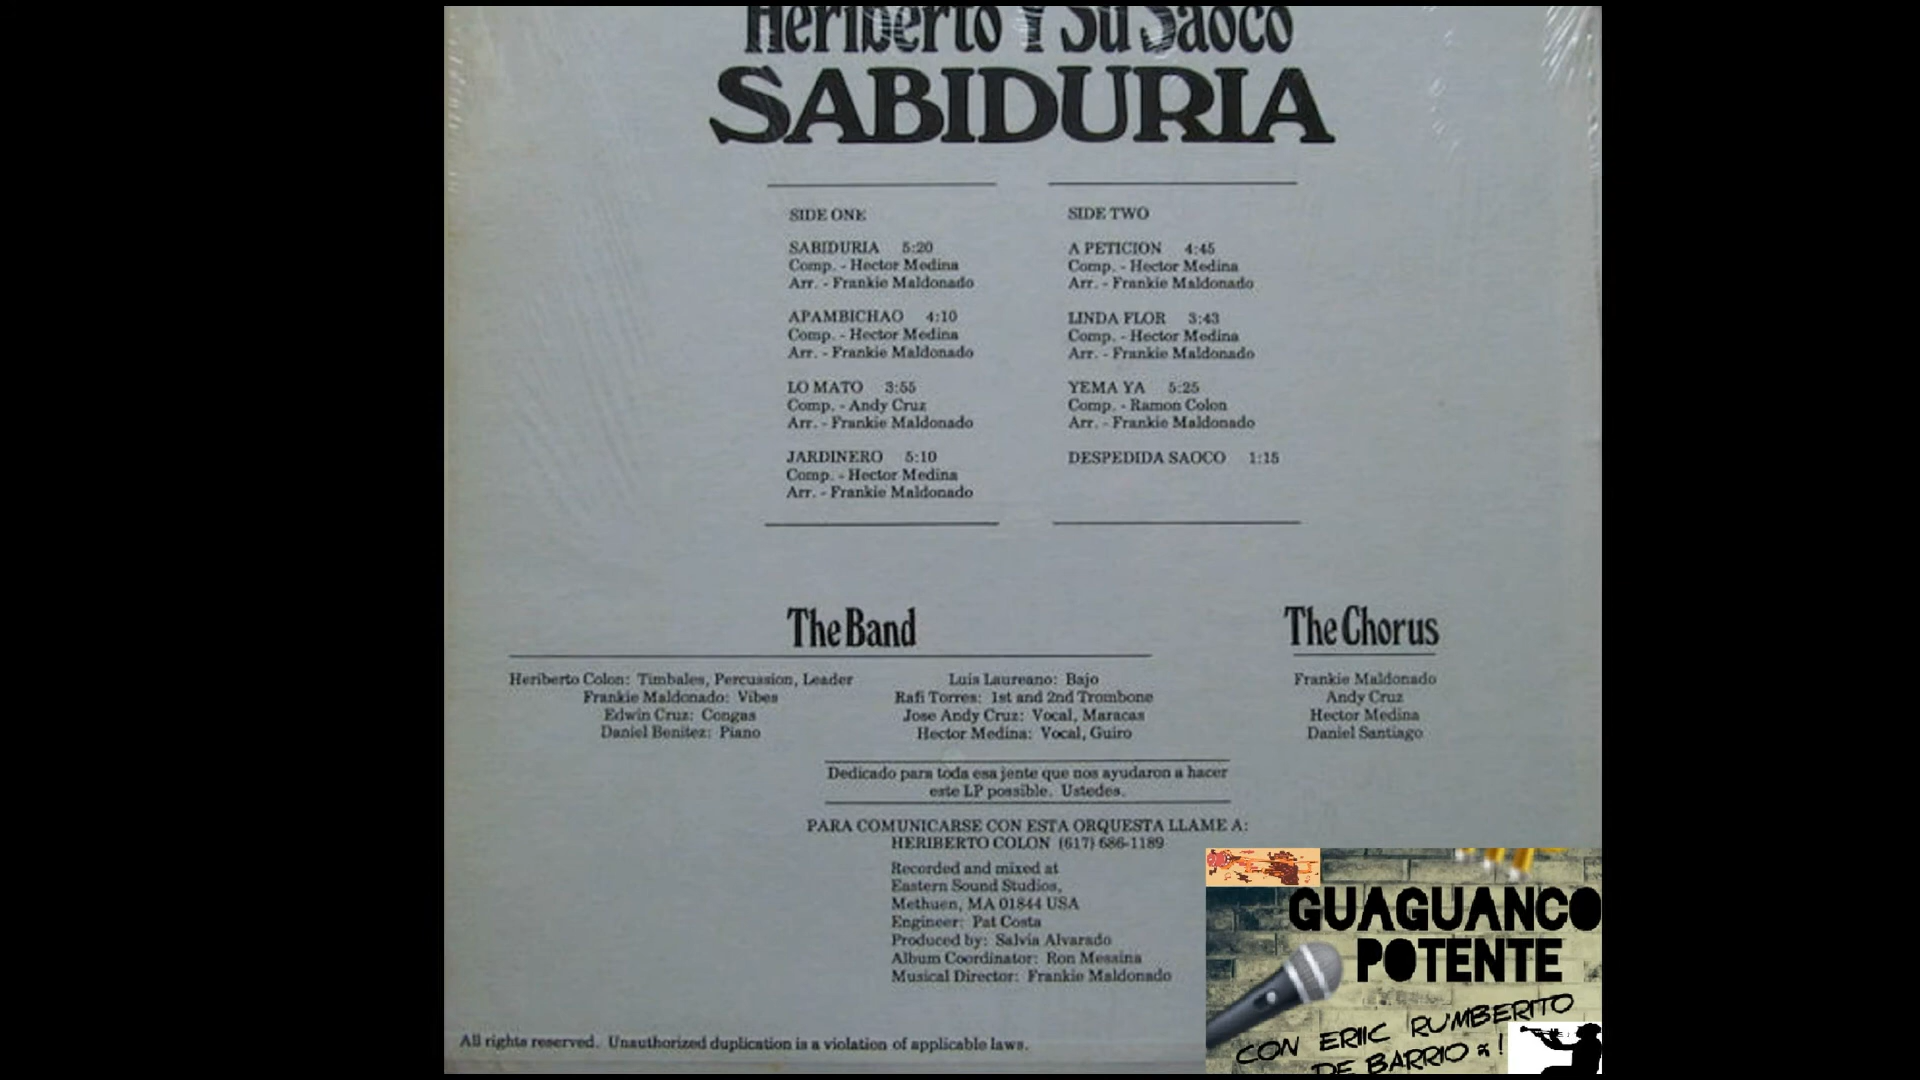 Heriberto Y Su Saoco
SABIDURIA
SIDE ONE
SABIDURIA 5:20
Comp. - Hector Medina
Arr. - Frankie Maldonado
APAMBICHAO 4:10
Comp. - Hector Medina
Arr. - Frankie Maldonado
LO MATO 3:55
Comp. - Andy Cruz
Arr. - Frankie Maldonado
JARDINERO 5:10
Comp. - Hector Medina
Arr. - Frankie Maldonado
SIDE TWO
A PETICION 4:45
Comp. - Hector Medina
Arr. - Frankie Maldonado
LINDA FLOR 3:43
Comp. - Hector Medina
Arr. - Frankie Maldonado
YEMA YA 5:25
Comp. - Ramon Colon
Arr. - Frankie Maldonado
DESPEDIDA SAOCO 1:15
The Band
Heriberto Colon: Timbales, Percussion, Leader
Frankie Maldonado: Vibes
Edwin Cruz: Congas
Daniel Benitez: Piano
Luis Laureano: Bajo
Rafi Torres: 1st and 2nd Trombone
Jose Andy Cruz: Vocal, Maracas
Hector Medina: Vocal, Guiro
The Chorus
Frankie Maldonado
Andy Cruz
Hector Medina
Daniel Santiago
Dedicado para toda esa jente que nos ayudaron a hacer
este LP possible. Ustedes.
PARA COMUNICARSE CON ESTA ORQUESTA LLAME A:
HERIBERTO COLON (617) 686-1189
Recorded and mixed at
Eastern Sound Studios,
Methuen, MA 01844 USA
Engineer: Pat Costa
Produced by: Salvia Alvarado
Album Coordinator: Ron Messina
Musical Director: Frankie Maldonado
All rights reserved. Unauthorized duplication is a violation of applicable laws.
GUAGUANCO
POTENTE
CON ERIIC RUMBERITO
DE BARRIO